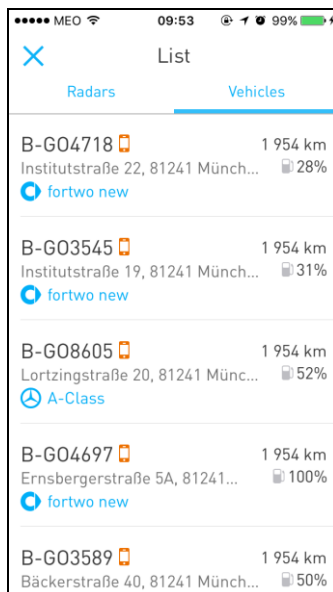 MEO 09:53 99%
List
Radars Vehicles
B-GO4718 1 954 km
Institutstraße 22, 81241 Münch... 28%
fortwo new
B-GO3545 1 954 km
Institutstraße 19, 81241 Münch... 31%
fortwo new
B-GO8605 1 954 km
Lortzingstraße 20, 81241 Münc... 52%
A-Class
B-GO4697 1 954 km
Ernsbergerstraße 5A, 81241... 100%
fortwo new
B-GO3589 1 954 km
Bäckerstraße 40, 81241 Münch... 50%